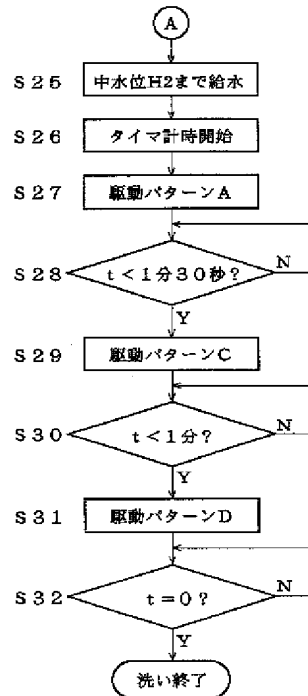 A
S25 中水位H2まで給水
S26 タイマ計時開始
S27 駆動パターンA
S28 t<1分30秒? N
Y
S29 駆動パターンC
S30 t<1分? N
Y
S31 駆動パターンD
S32 t=0? N
Y
洗い終了